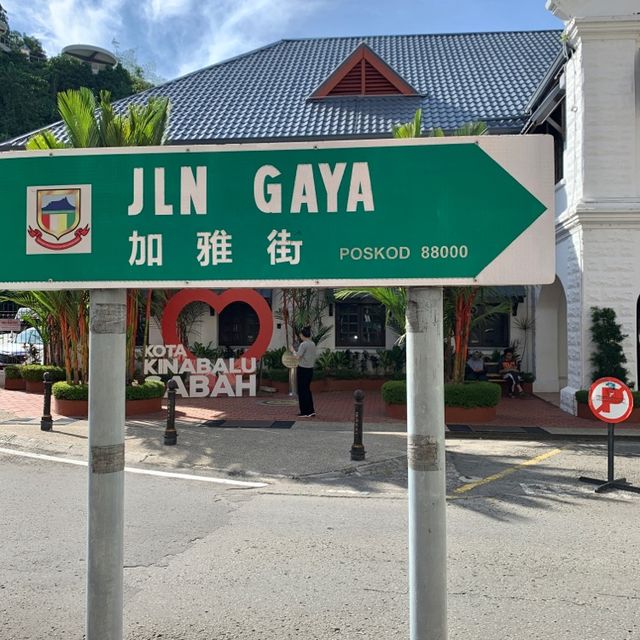 JLN GAYA
加雅街
POSKOD 88000
KOTA
KINABALU
SABAH
P